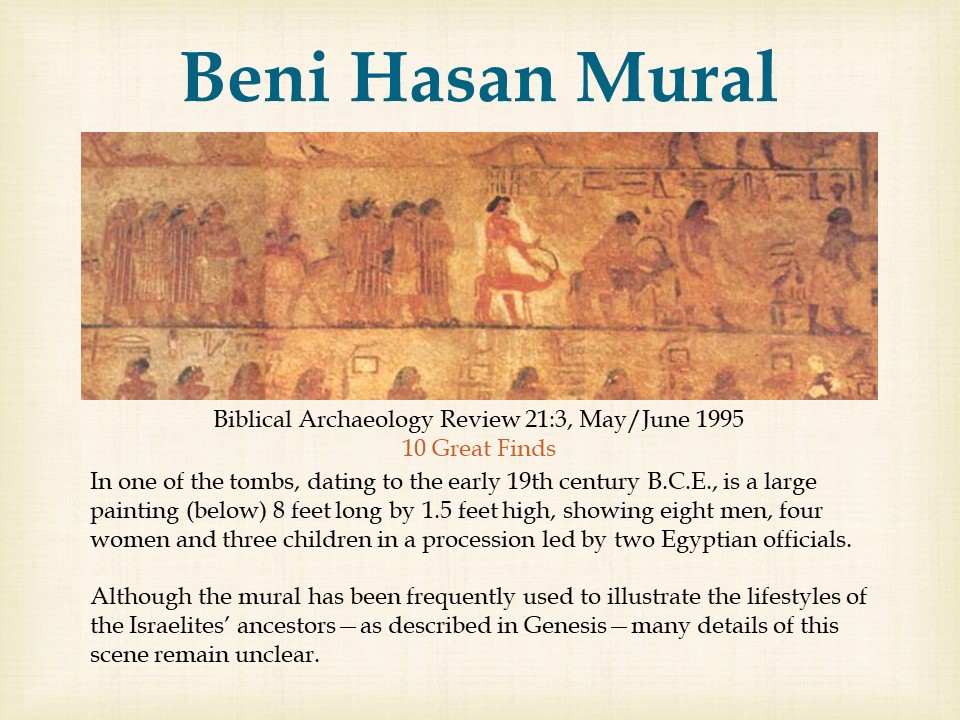 Beni Hasan Mural
Biblical Archaeology Review 21:3, May/June 1995
10 Great Finds
In one of the tombs, dating to the early 19th century B.C.E., is a large
painting (below) 8 feet long by 1.5 feet high, showing eight men, four
women and three children in a procession led by two Egyptian officials.
Although the mural has been frequently used to illustrate the lifestyles of
the Israelites’ ancestors—as described in Genesis—many details of this
scene remain unclear.